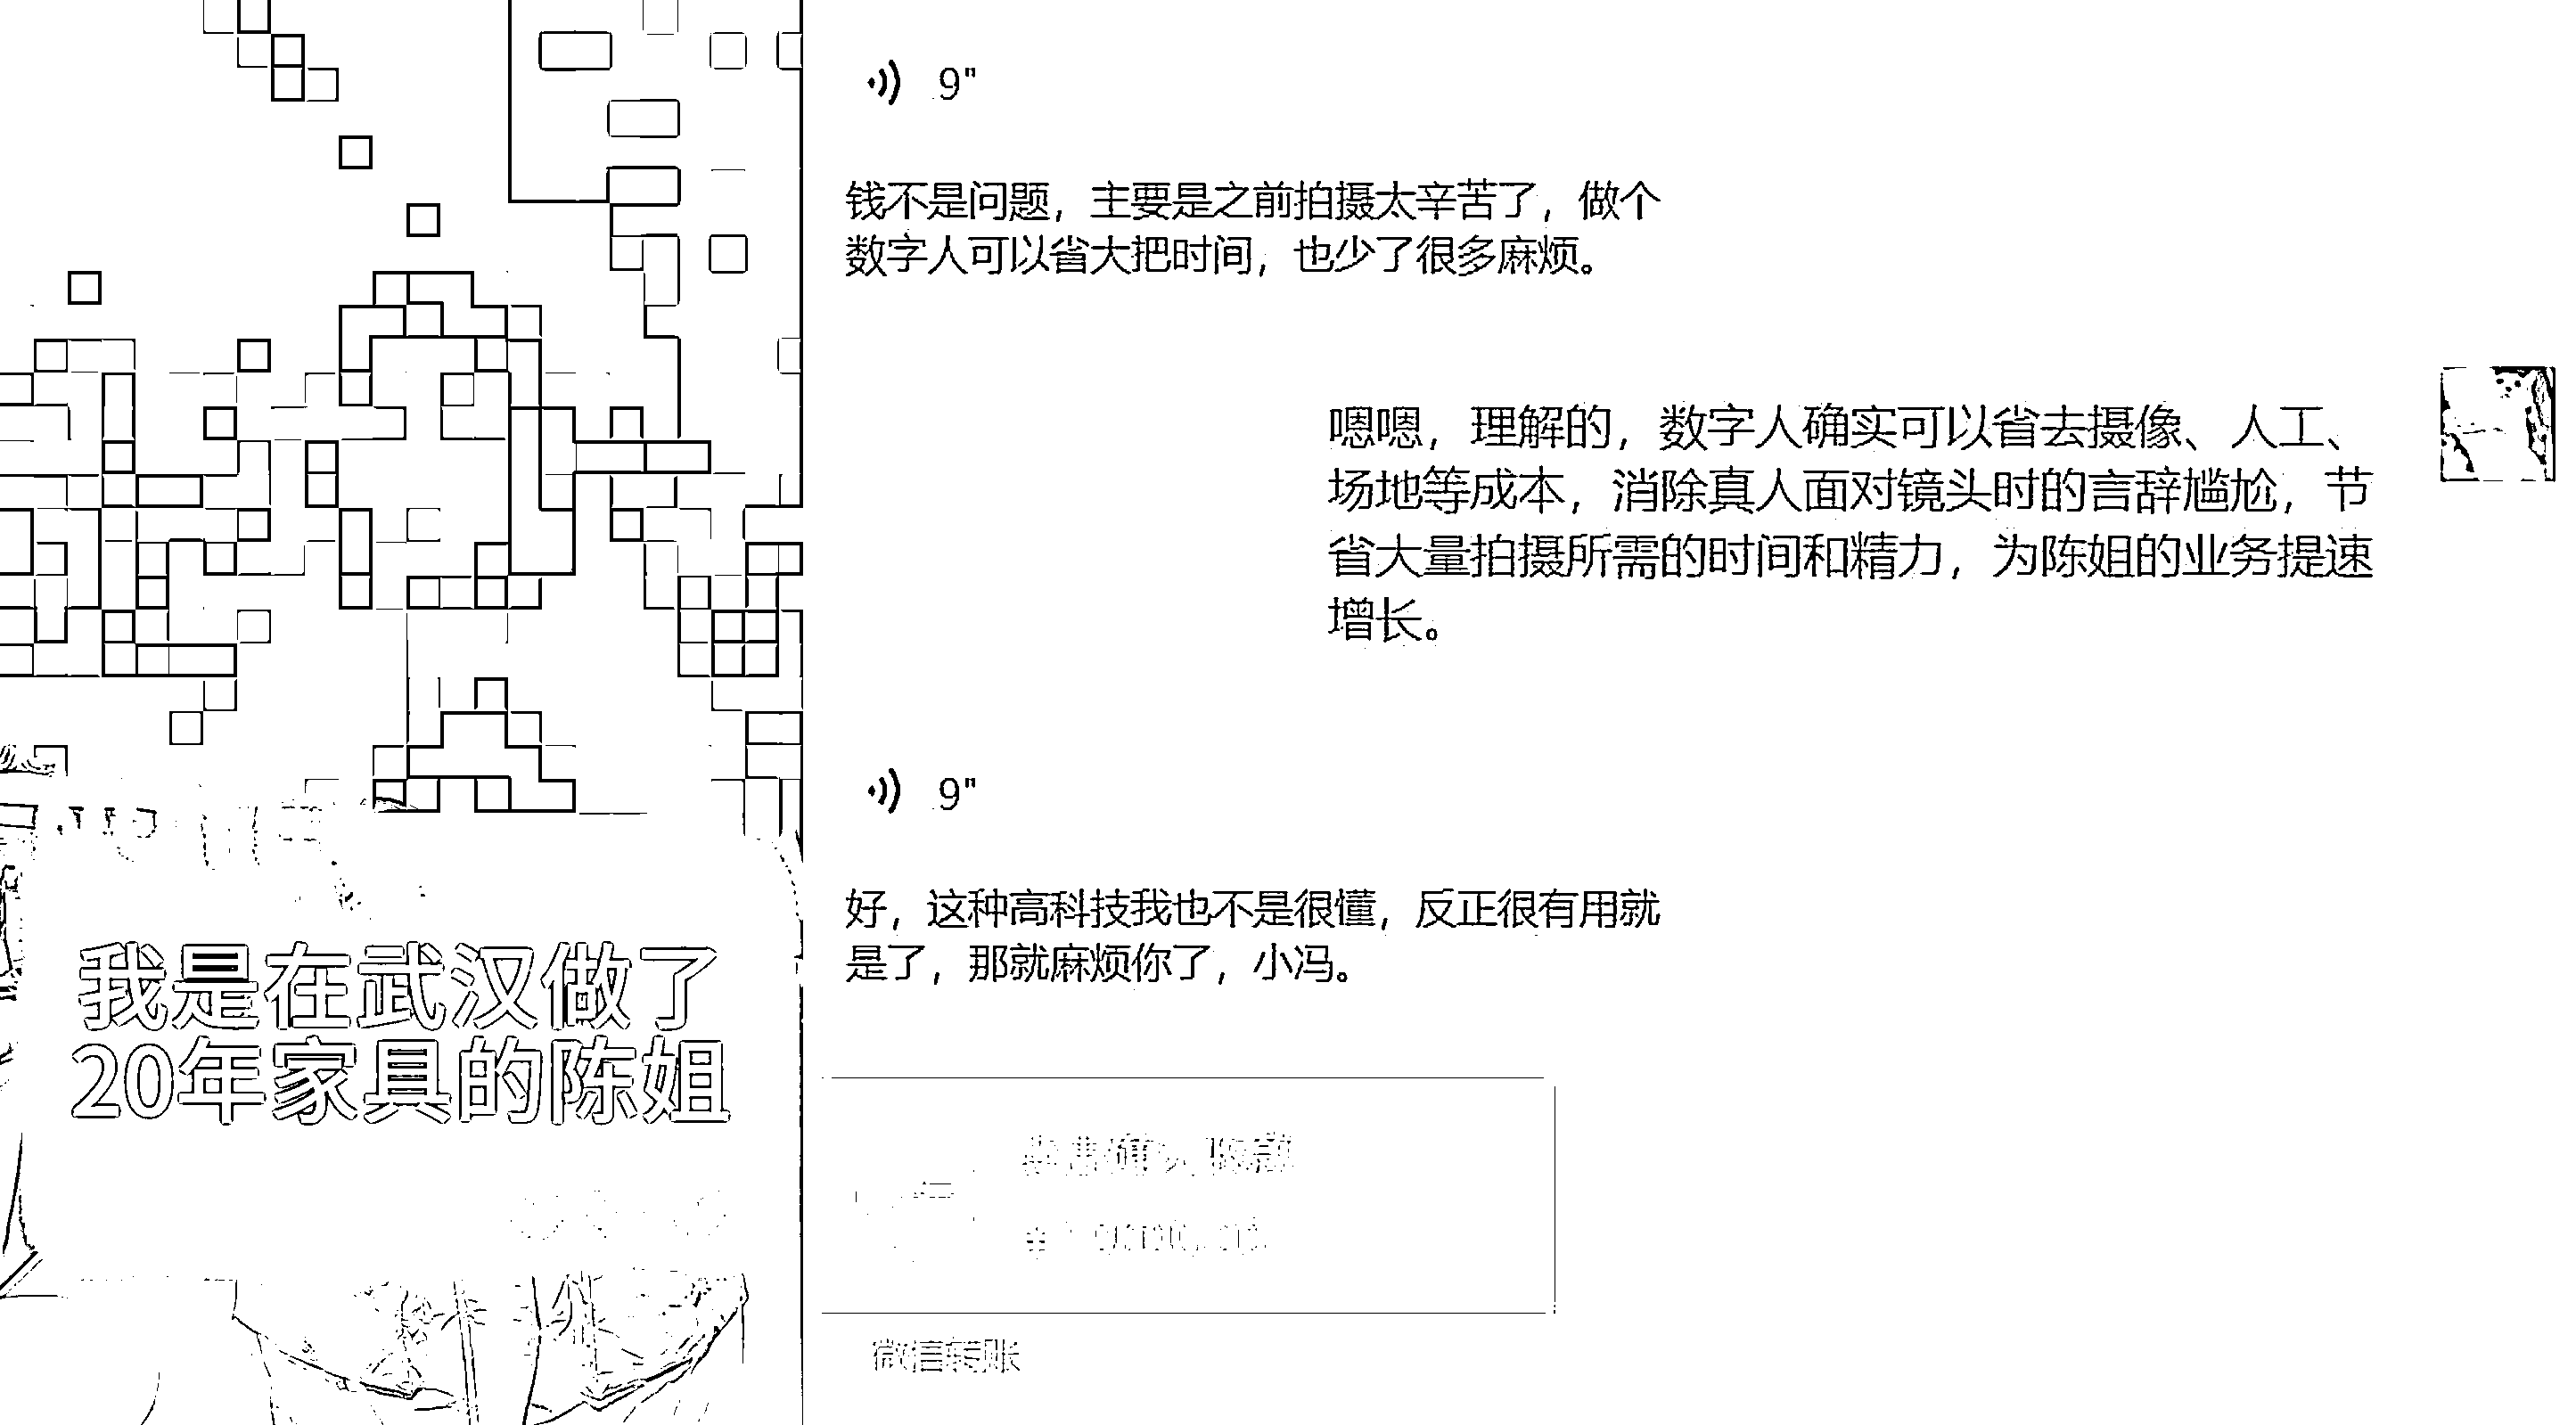 我是在武汉做了
20年家具的陈姐
9"
钱不是问题，主要是之前拍摄太辛苦了，做个
数字人可以省大把时间，也少了很多麻烦。
嗯嗯，理解的，数字人确实可以省去摄像、人工、
场地等成本，消除真人面对镜头时的言辞尴尬，节
省大量拍摄所需的时间和精力，为陈姐的业务提速
增长。
9"
好，这种高科技我也不是很懂，反正很有用就
是了，那就麻烦你了，小冯。
微信转账